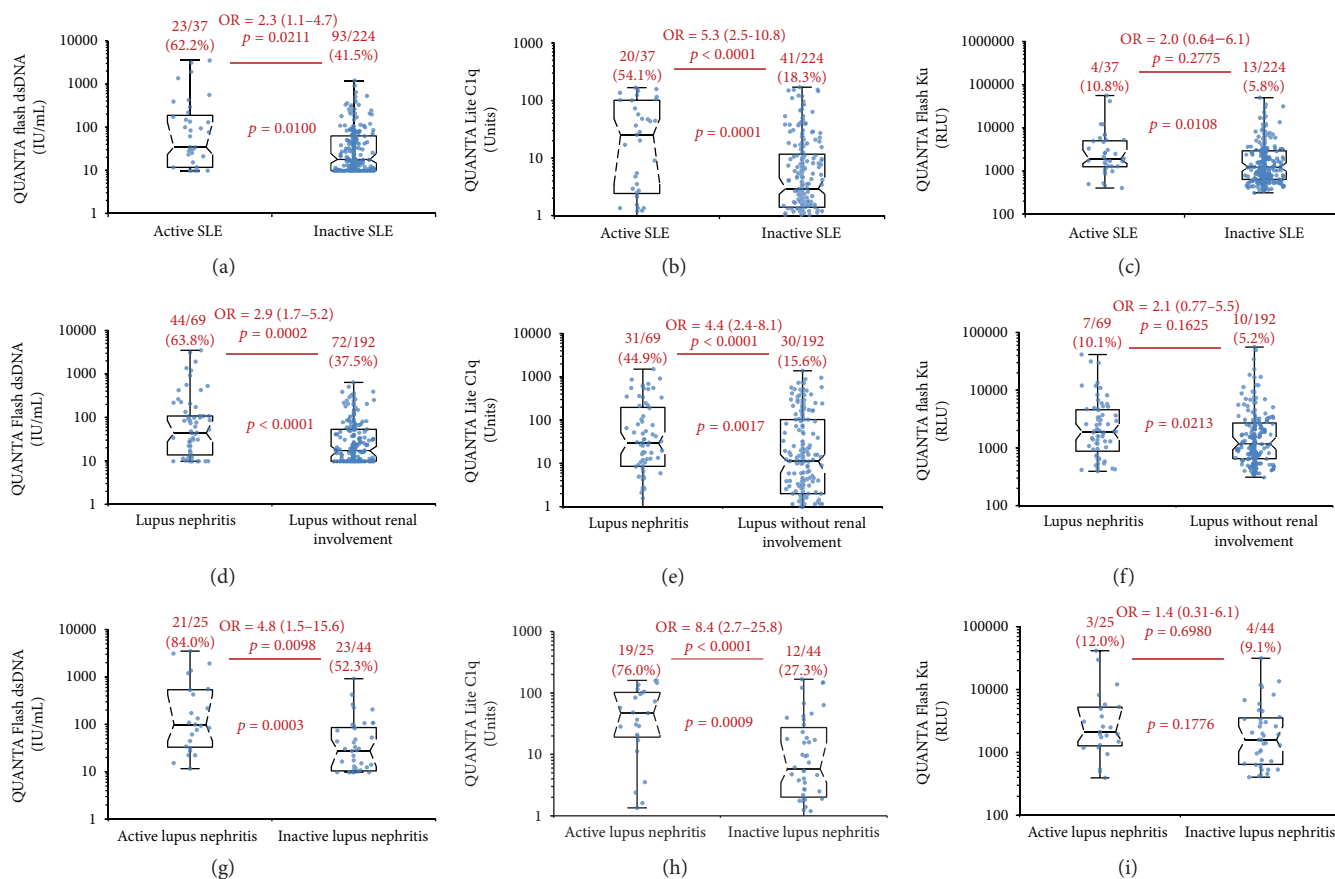 OR = 2.3 (1.1–4.7)
23/37
p = 0.0211
93/224
(62.2%)
(41.5%)
QUANTA flash dsDNA
(IU/mL)
10000
1000
100
10
1
p = 0.0100
Active SLE
Inactive SLE
(a)
OR = 5.3 (2.5-10.8)
20/37
p < 0.0001
41/224
(54.1%)
(18.3%)
QUANTA Lite C1q
(Units)
1000
100
10
1
p = 0.0001
Active SLE
Inactive SLE
(b)
OR = 2.0 (0.64–6.1)
4/37
p = 0.2775
13/224
(10.8%)
(5.8%)
QUANTA Flash Ku
(RLU)
1000000
100000
10000
1000
100
p = 0.0108
Active SLE
Inactive SLE
(c)
OR = 2.9 (1.7–5.2)
44/69
p = 0.0002
72/192
(63.8%)
(37.5%)
QUANTA Flash dsDNA
(IU/mL)
10000
1000
100
10
1
p < 0.0001
Lupus nephritis
Lupus without renal
involvement
(d)
OR = 4.4 (2.4-8.1)
31/69
p < 0.0001
30/192
(44.9%)
(15.6%)
QUANTA Lite C1q
(Units)
10000
1000
100
10
1
p = 0.0017
Lupus nephritis
Lupus without renal
involvement
(e)
OR = 2.1 (0.77–5.5)
7/69
p = 0.1625
10/192
(10.1%)
(5.2%)
QUANTA flash Ku
(RLU)
100000
10000
1000
100
p = 0.0213
Lupus nephritis
Lupus without renal
involvement
(f)
OR = 4.8 (1.5–15.6)
21/25
p = 0.0098
23/44
(84.0%)
(52.3%)
QUANTA Flash dsDNA
(IU/mL)
10000
1000
100
10
1
p = 0.0003
Active lupus nephritis
Inactive lupus nephritis
(g)
OR = 8.4 (2.7–25.8)
19/25
p < 0.0001
12/44
(76.0%)
(27.3%)
QUANTA Lite C1q
(Units)
1000
100
10
1
p = 0.0009
Active lupus nephritis
Inactive lupus nephritis
(h)
OR = 1.4 (0.31-6.1)
3/25
p = 0.6980
4/44
(12.0%)
(9.1%)
QUANTA Flash Ku
(RLU)
100000
10000
1000
100
p = 0.1776
Active lupus nephritis
Inactive lupus nephritis
(i)